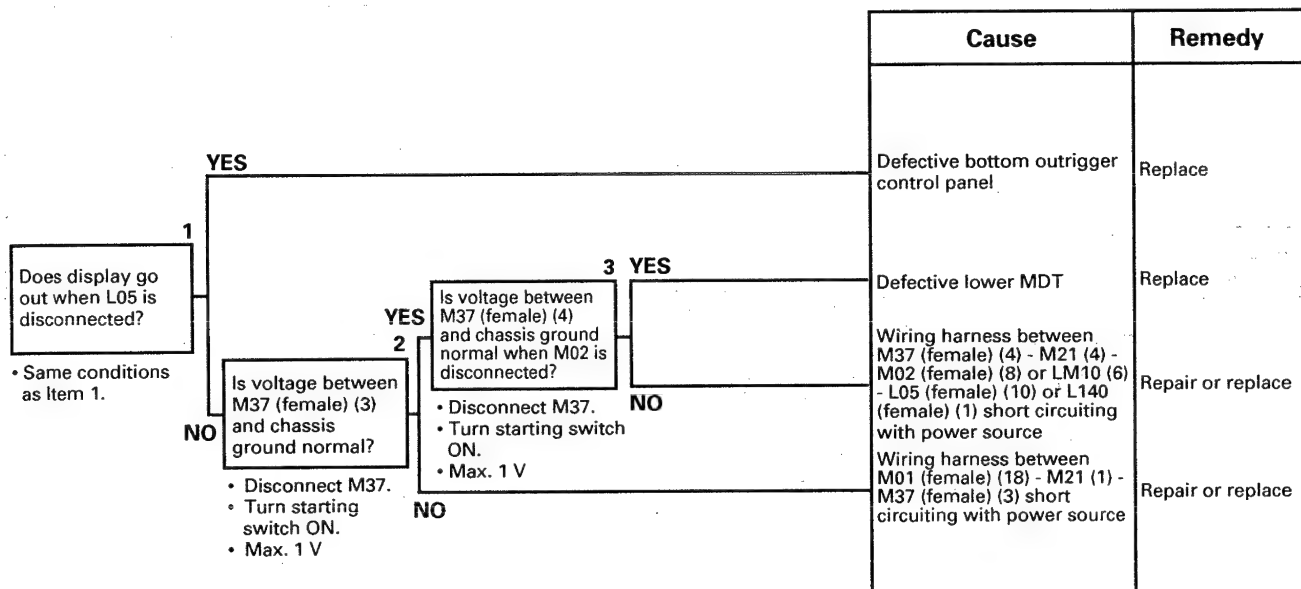 Cause
Remedy
YES
Defective bottom outrigger
control panel
Replace
1
Does display go
out when L05 is
disconnected?
• Same conditions
as Item 1.
3
YES
Is voltage between
M37 (female) (4)
and chassis ground
normal when M02 is
disconnected?
Defective lower MDT
Replace
YES
2
• Disconnect M37.
• Turn starting switch
ON.
• Max. 1 V
NO
Wiring harness between
M37 (female) (4) - M21 (4) -
M02 (female) (8) or LM10 (6)
- L05 (female) (10) or L140
(female) (1) short circuiting
with power source
Repair or replace
NO
Is voltage between
M37 (female) (3)
and chassis
ground normal?
• Disconnect M37.
• Turn starting
switch ON.
• Max. 1 V
NO
Wiring harness between
M01 (female) (18) - M21 (1) -
M37 (female) (3) short
circuiting with power source
Repair or replace